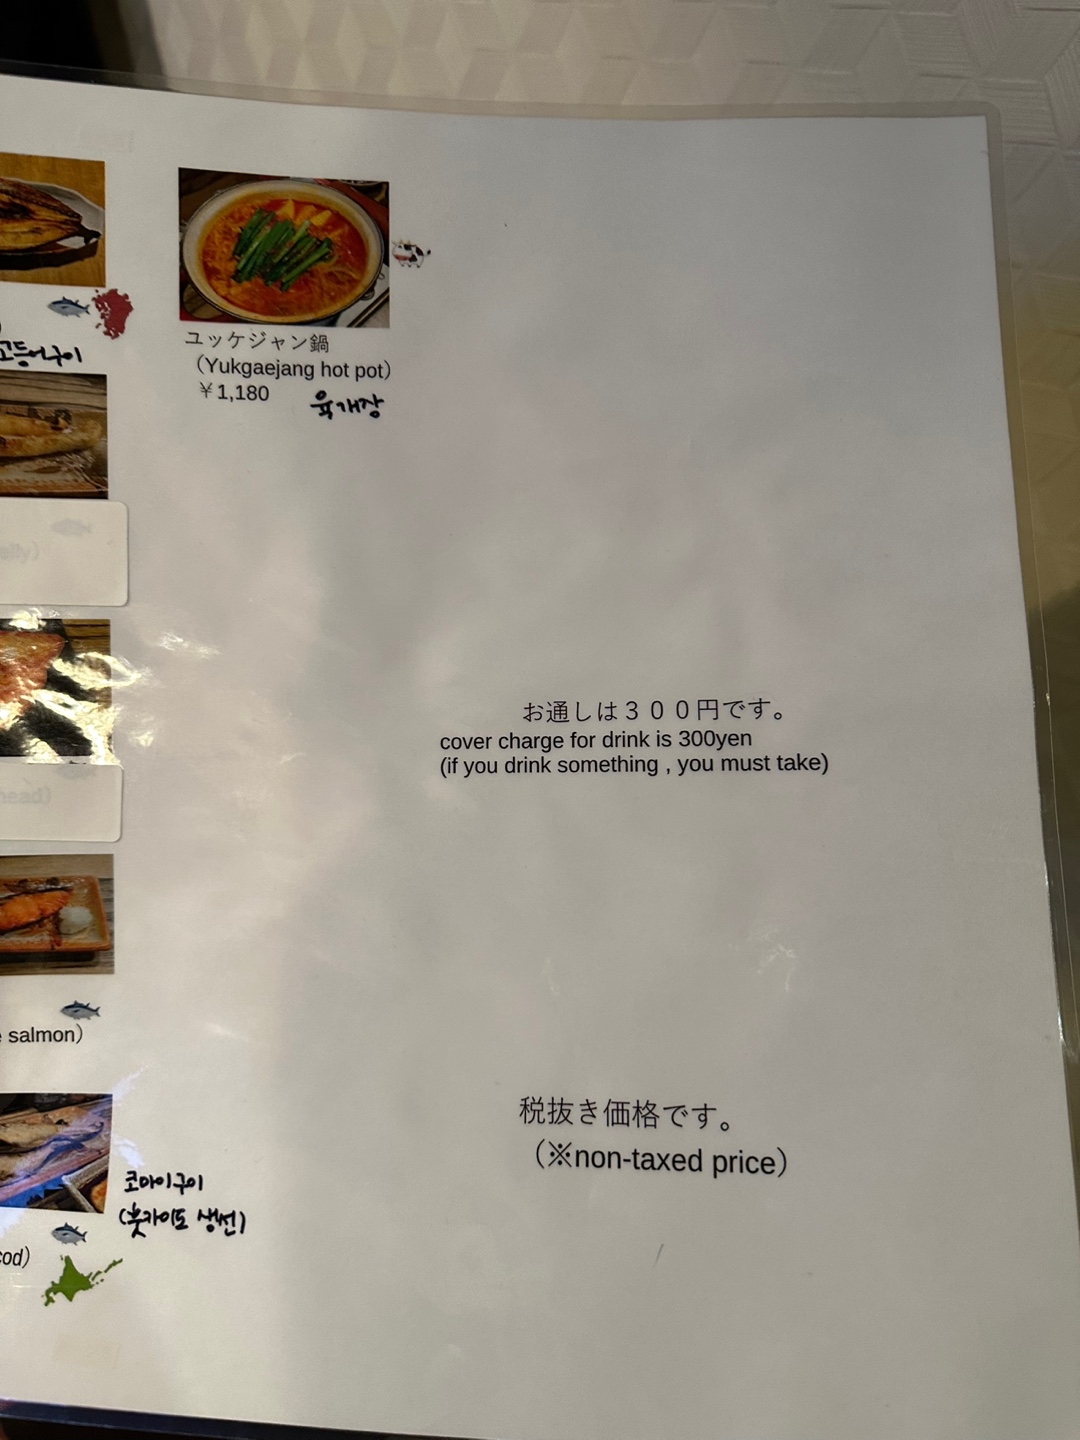 고등어구이
ユッケジャン鍋
（Yukgaejang hot pot）
￥1,180
육개장
elly）
head）
お通しは３００円です。
cover charge for drink is 300yen
(if you drink something , you must take)
salmon）
税抜き価格です。
（※non-taxed price）
코마이구이
(훗카이도 생선)
cod）